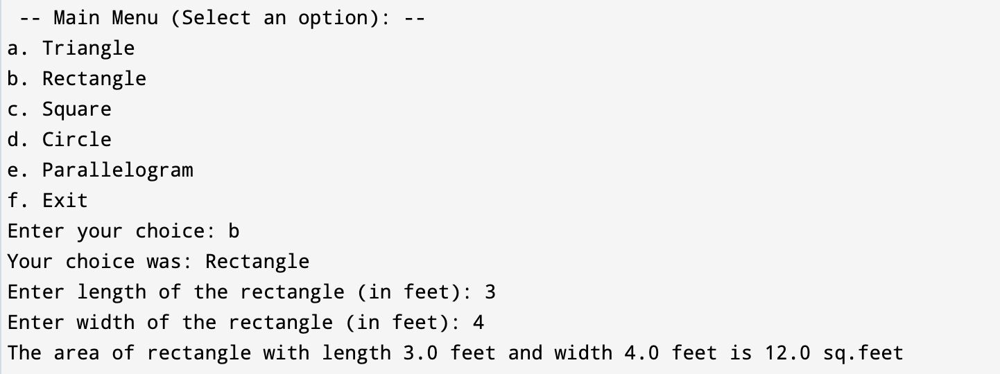 -- Main Menu (Select an option): --
a. Triangle
b. Rectangle
c. Square
d. Circle
e. Parallelogram
f. Exit
Enter your choice: b
Your choice was: Rectangle
Enter length of the rectangle (in feet): 3
Enter width of the rectangle (in feet): 4
The area of rectangle with length 3.0 feet and width 4.0 feet is 12.0 sq.feet